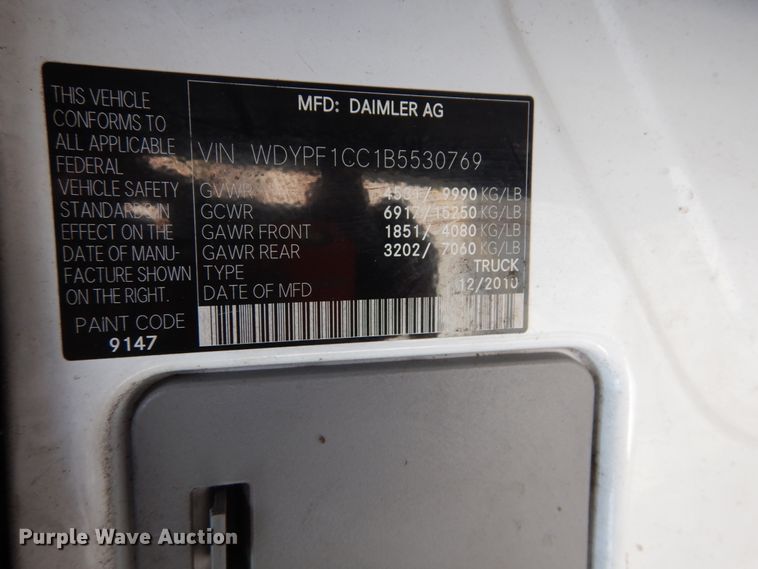 MFD: DAIMLER AG
THIS VEHICLE
CONFORMS TO
ALL APPLICABLE
FEDERAL
VEHICLE SAFETY
STANDARDS IN
EFFECT ON THE
DATE OF MANU-
FACTURE SHOWN
ON THE RIGHT.
PAINT CODE
9147
VIN WDYPF1CC1B5530769
GVWR 4531/ 9990 KG/LB
GCWR 6917/15250 KG/LB
GAWR FRONT 1851/ 4080 KG/LB
GAWR REAR 3202/ 7060 KG/LB
TYPE TRUCK
DATE OF MFD 12/2010
Purple Wave Auction